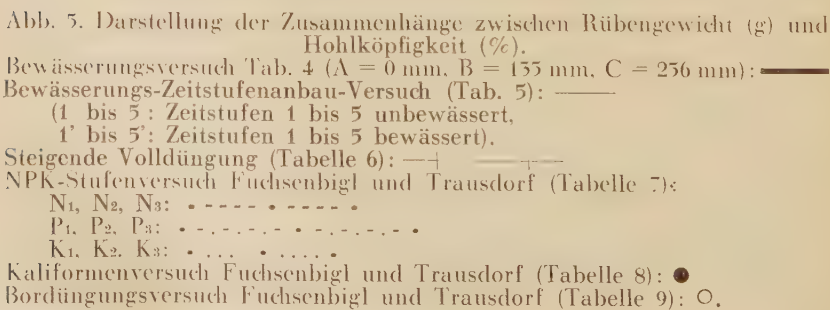 Abb. 5. Darstellung der Zusammenhänge zwischen Rübengewicht (g) und
Hohlköpfigkeit (%).
Bewässerungsversuch Tab. 4 (A = 0 mm, B = 135 mm, C = 236 mm):
Bewässerungs-Zeitstufenanbau-Versuch (Tab. 5):
(1 bis 5 : Zeitstufen 1 bis 5 unbewässert,
1' bis 5': Zeitstufen 1 bis 5 bewässert).
Steigende Volldüngung (Tabelle 6):
NPK-Stufenversuch Fuchsenbigl und Trausdorf (Tabelle 7):
N₁, N₂, N₃:
P₁, P₂, P₃:
K₁, K₂, K₃:
Kaliformenversuch Fuchsenbigl und Trausdorf (Tabelle 8): ●
Bordüngungsversuch Fuchsenbigl und Trausdorf (Tabelle 9): ○.